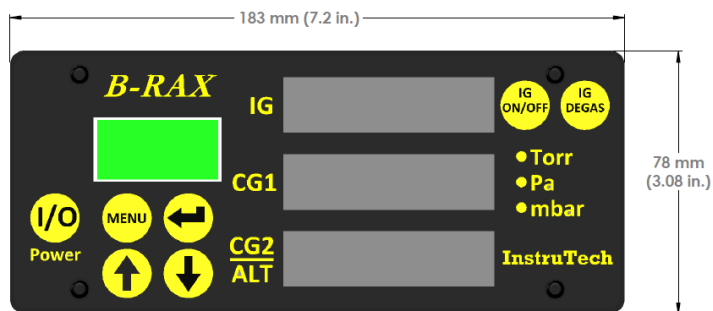 183 mm (7.2 in.)
B-RAX
IG
IG
ON/OFF
IG
DEGAS
CG1
Torr
Pa
mbar
78 mm
(3.08 in.)
I/O
Power
MENU
CG2
ALT
InstruTech